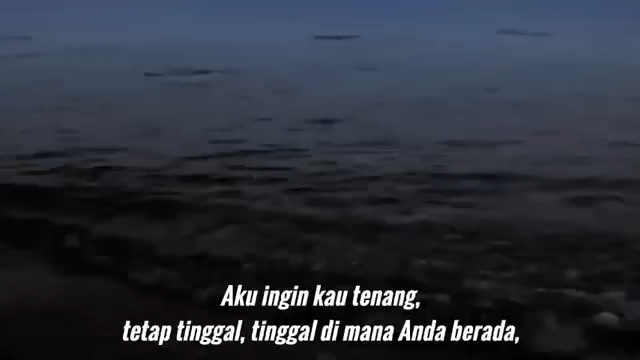 Aku ingin kau tenang,
tetap tinggal, tinggal di mana Anda berada,